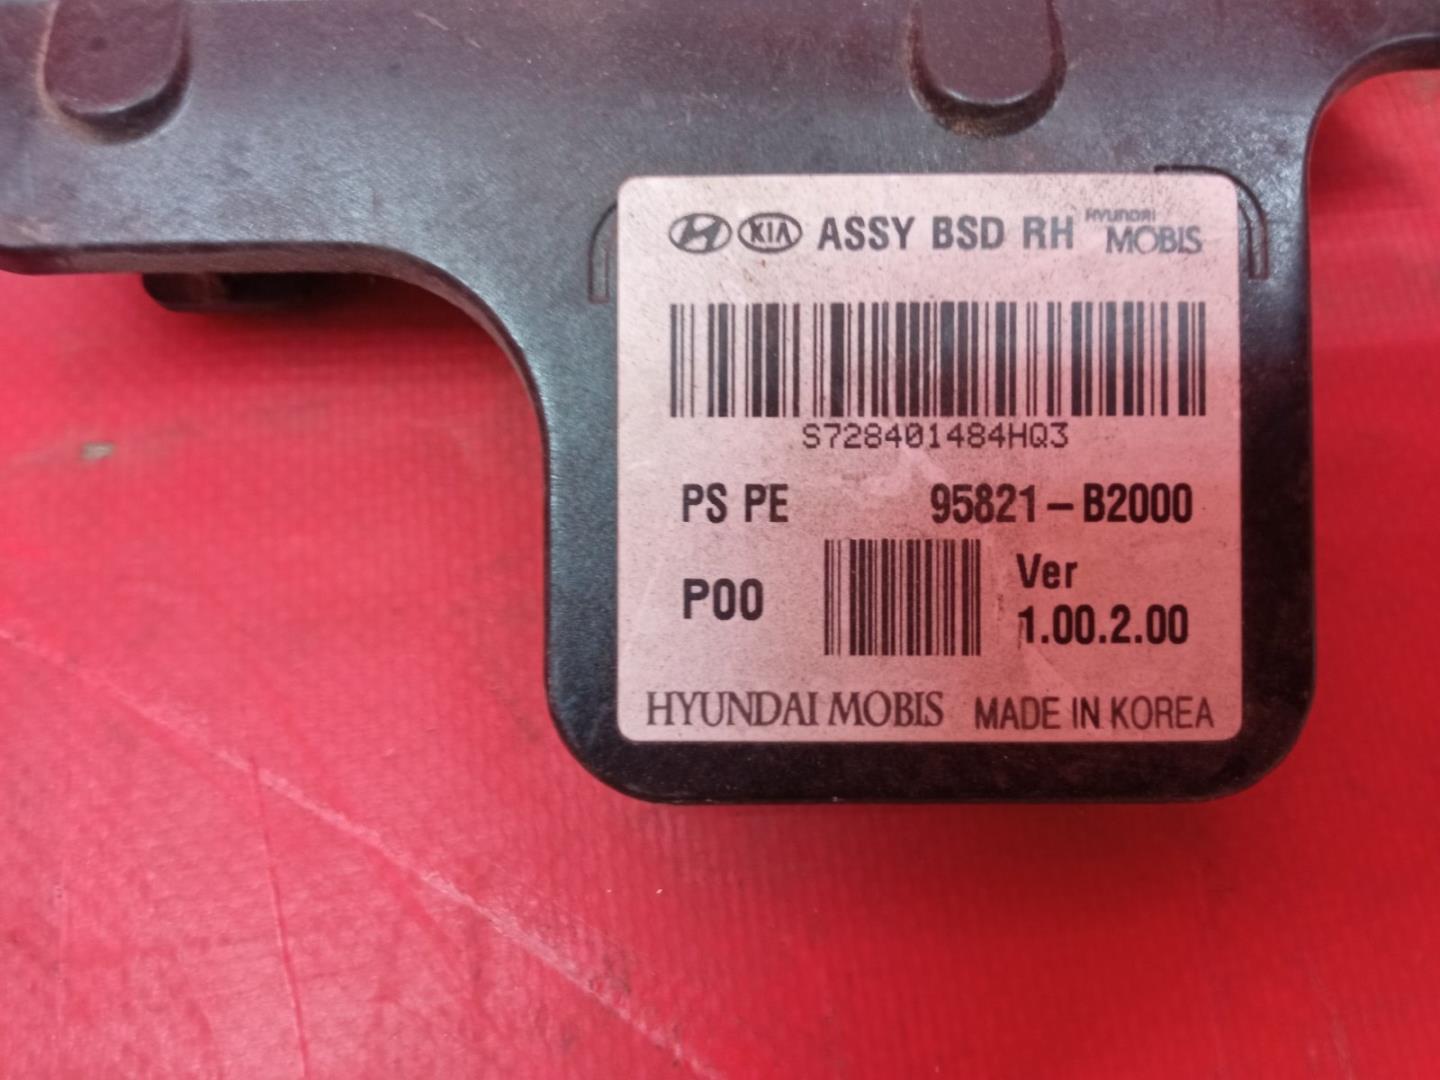 KIA ASSY BSD RH HYUNDAI MOBIS
S728401484HQ3
PS PE 95821-B2000
P00 Ver 1.00.2.00
HYUNDAI MOBIS MADE IN KOREA